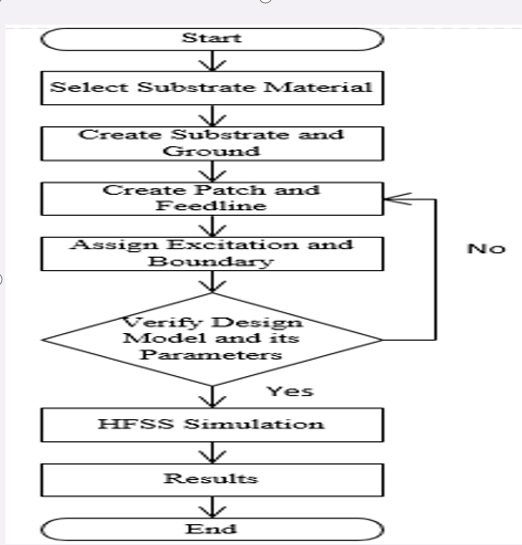 Start
Select Substrate Material
Create Substrate and
Ground
Create Patch and
Feedline
Assign Excitation and
Boundary
No
Verify Design
Model and its
Parameters
Yes
HFSS Simulation
Results
End